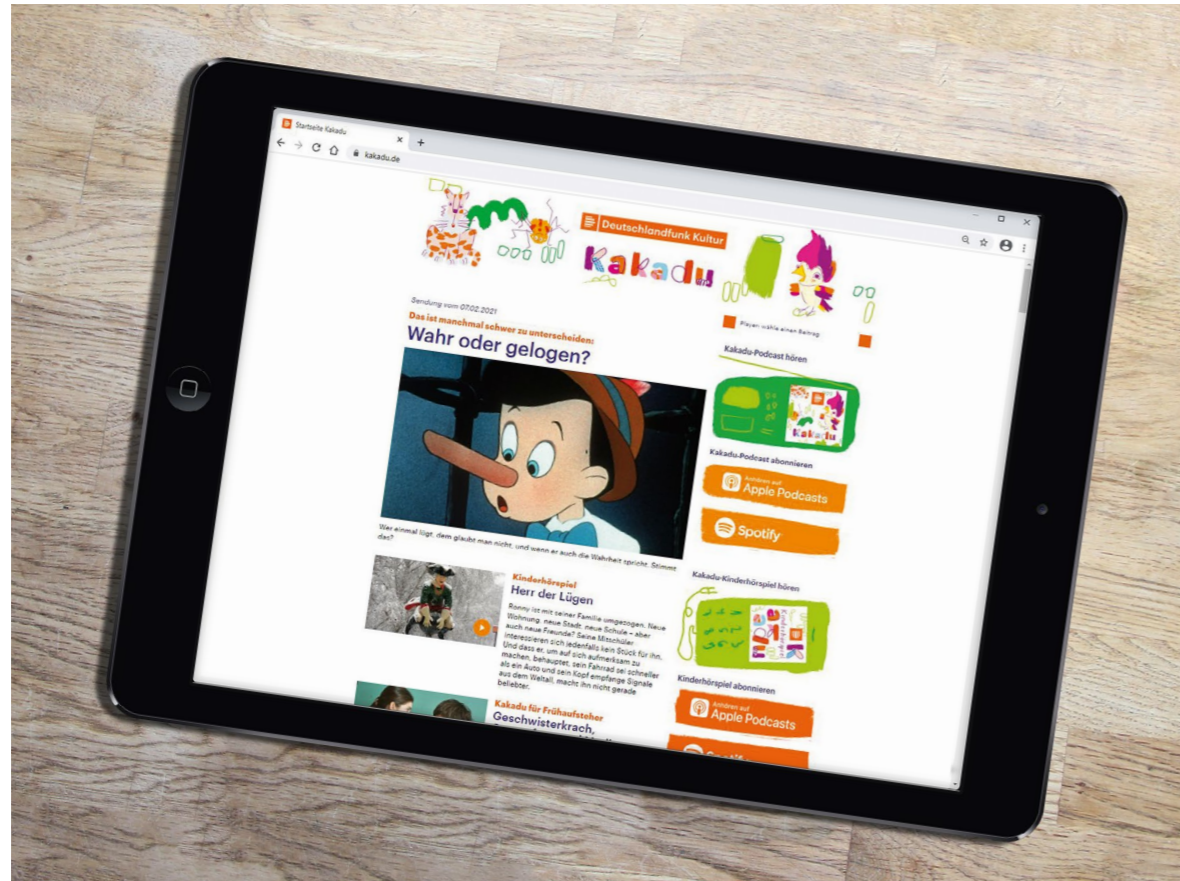 Startseite Kakadu
kakadu.de
Deutschlandfunk Kultur
Kakadu
Sendung vom 07.02.2021
Das ist manchmal schwer zu unterscheiden:
Wahr oder gelogen?
Wer einmal lügt, dem glaubt man nicht, und wenn er auch die Wahrheit spricht. Stimmt
das?
Kinderhörspiel
Herr der Lügen
Ronny ist mit seiner Familie umgezogen. Neue
Wohnung, neue Stadt, neue Schule – aber
auch neue Freunde? Seine Mitschüler
interessieren sich jedenfalls kein Stück für ihn.
Und dass er, um auf sich aufmerksam zu
machen, behauptet, sein Fahrrad sei schneller
als ein Auto und sein Kopf empfange Signale
aus dem Weltall, macht ihn nicht gerade
beliebter.
Kakadu für Frühaufsteher
Geschwisterkrach,
Player: wähle einen Beitrag
Kakadu-Podcast hören
Kakadu
Kakadu-Podcast abonnieren
Anhören auf
Apple Podcasts
Spotify
Kakadu-Kinderhörspiel hören
Kinderhörspiel abonnieren
Anhören auf
Apple Podcasts
Spotify